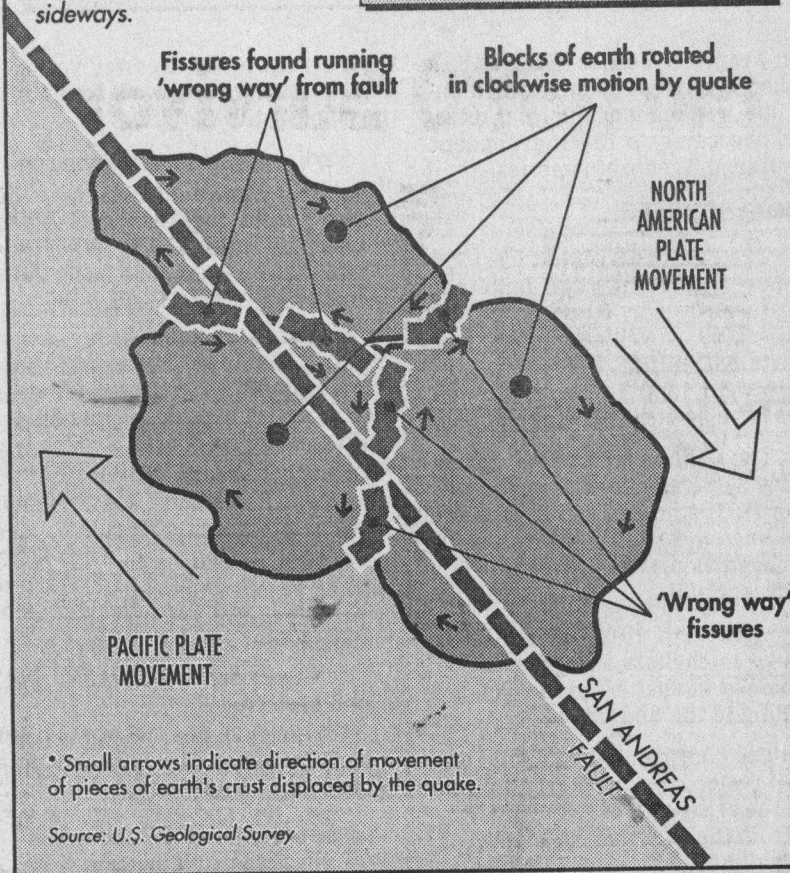 sideways.
Fissures found running
'wrong way' from fault
Blocks of earth rotated
in clockwise motion by quake
NORTH
AMERICAN
PLATE
MOVEMENT
'Wrong way'
fissures
PACIFIC PLATE
MOVEMENT
SAN ANDREAS
FAULT
* Small arrows indicate direction of movement
of pieces of earth's crust displaced by the quake.
Source: U.S. Geological Survey